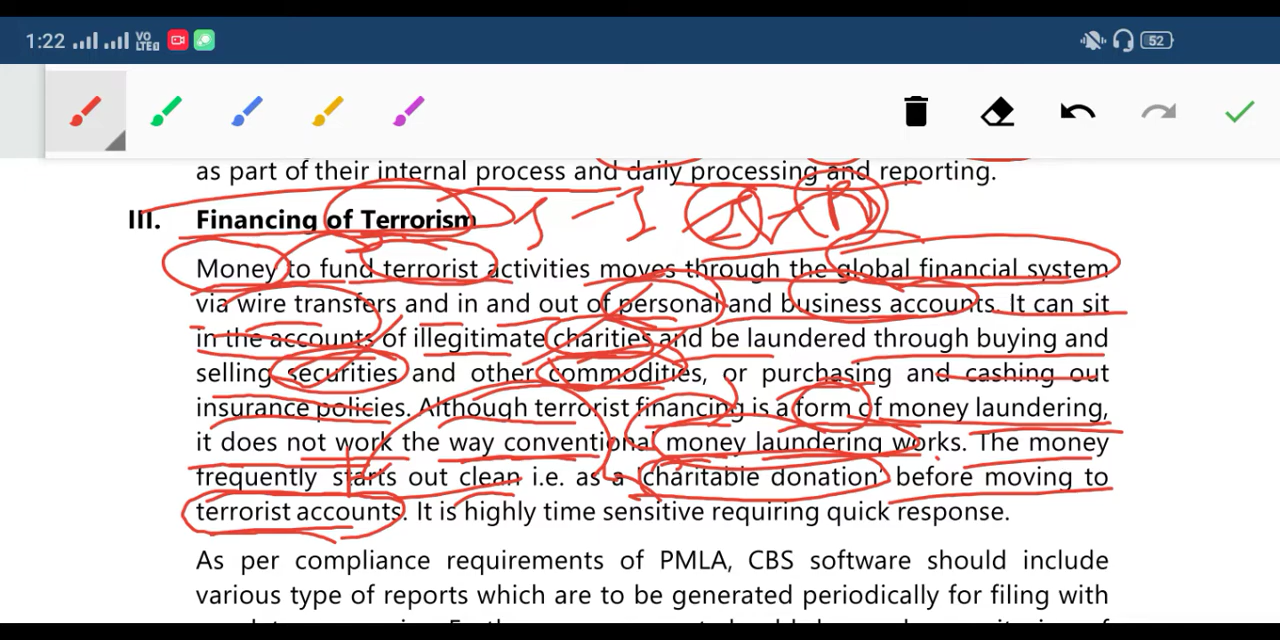 1:22 VO LTE 52
as part of their internal process and daily processing and reporting.
III. Financing of Terrorism
Money to fund terrorist activities moves through the global financial system
via wire transfers and in and out of personal and business accounts. It can sit
in the accounts of illegitimate charities and be laundered through buying and
selling securities and other commodities, or purchasing and cashing out
insurance policies. Although terrorist financing is a form of money laundering,
it does not work the way conventional money laundering works. The money
frequently starts out clean i.e. as a 'charitable donation' before moving to
terrorist accounts. It is highly time sensitive requiring quick response.
As per compliance requirements of PMLA, CBS software should include
various type of reports which are to be generated periodically for filing with